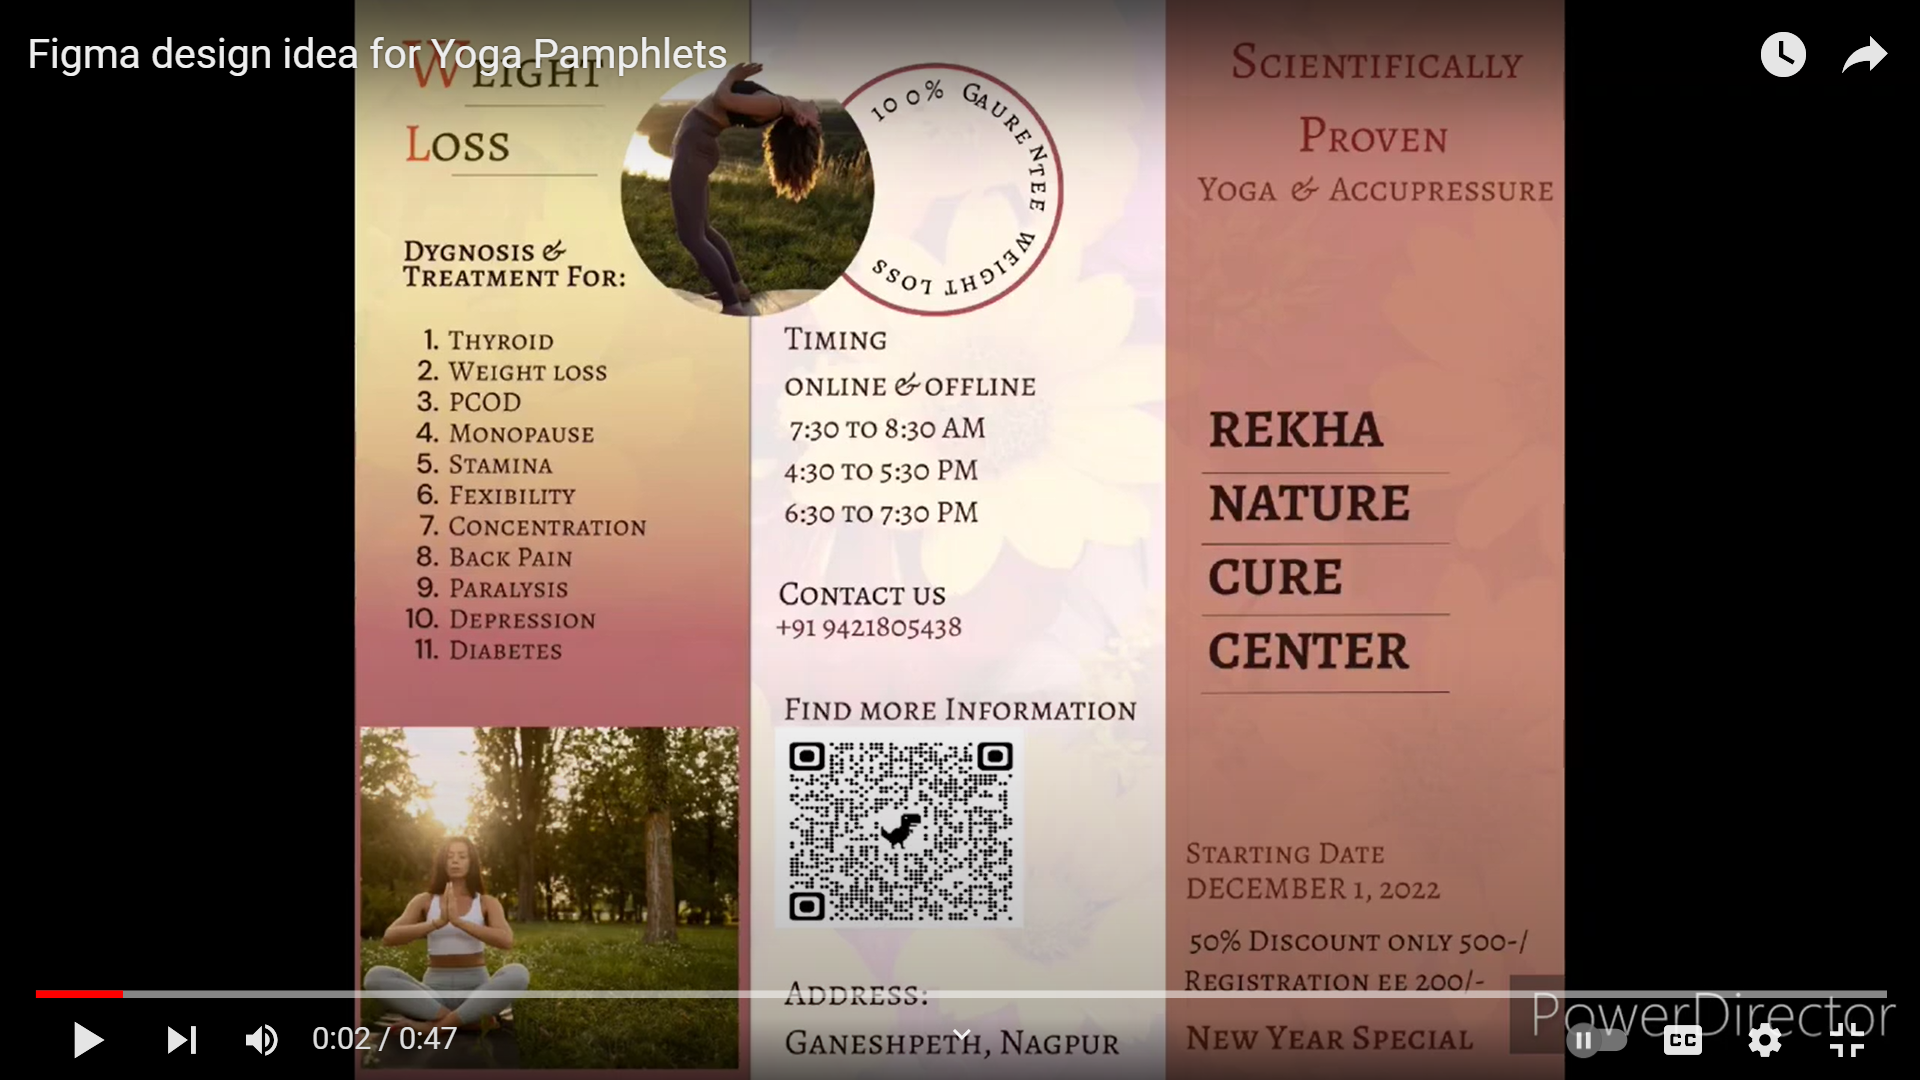 Figma design idea for Yoga Pamphlets
WEIGHT
LOSS
DYGNOSIS &
TREATMENT FOR:
1. THYROID
2. WEIGHT LOSS
3. PCOD
4. MONOPAUSE
5. STAMINA
6. FEXIBILITY
7. CONCENTRATION
8. BACK PAIN
9. PARALYSIS
10. DEPRESSION
11. DIABETES
100% GAURENTEE WEIGHT LOSS
TIMING
ONLINE & OFFLINE
7:30 TO 8:30 AM
4:30 TO 5:30 PM
6:30 TO 7:30 PM
CONTACT US
+91 9421805438
FIND MORE INFORMATION
ADDRESS:
GANESHPETH, NAGPUR
SCIENTIFICALLY
PROVEN
YOGA & ACCUPRESSURE
REKHA
NATURE
CURE
CENTER
STARTING DATE
DECEMBER 1, 2022
50% DISCOUNT ONLY 500-/
REGISTRATION EE 200/-
NEW YEAR SPECIAL
PowerDirector
0:02 / 0:47
CC